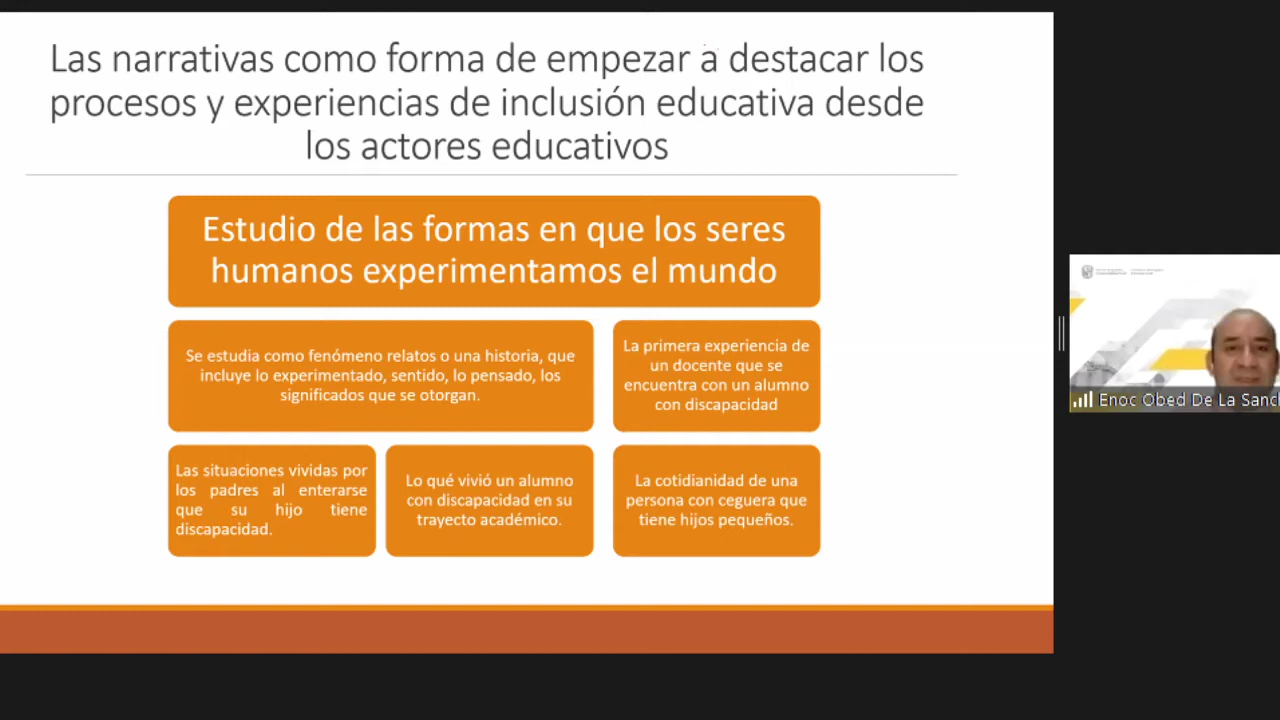 Las narrativas como forma de empezar a destacar los
procesos y experiencias de inclusión educativa desde
los actores educativos
Estudio de las formas en que los seres
humanos experimentamos el mundo
Se estudia como fenómeno relatos o una historia, que
incluye lo experimentado, sentido, lo pensado, los
significados que se otorgan.
La primera experiencia de
un docente que se
encuentra con un alumno
con discapacidad
Las situaciones vividas por
los padres al enterarse
que su hijo tiene
discapacidad.
Lo qué vivió un alumno
con discapacidad en su
trayecto académico.
La cotidianidad de una
persona con ceguera que
tiene hijos pequeños.
Enoc Obed De La Sanc